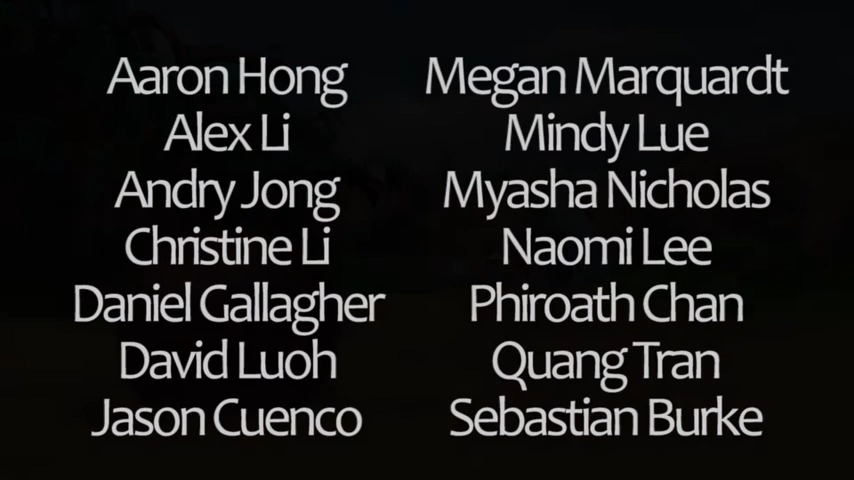 Aaron Hong
Alex Li
Andry Jong
Christine Li
Daniel Gallagher
David Luoh
Jason Cuenco
Megan Marquardt
Mindy Lue
Myasha Nicholas
Naomi Lee
Phiroath Chan
Quang Tran
Sebastian Burke